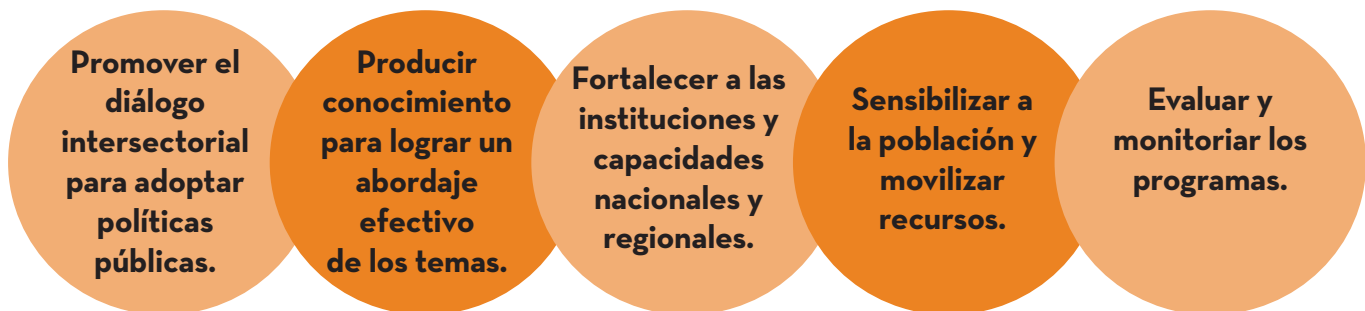 Promover el
diálogo
intersectorial
para adoptar
políticas
públicas.
Producir
conocimiento
para lograr un
abordaje
efectivo
de los temas.
Fortalecer a las
instituciones y
capacidades
nacionales y
regionales.
Sensibilizar a
la población y
movilizar
recursos.
Evaluar y
monitoriar los
programas.